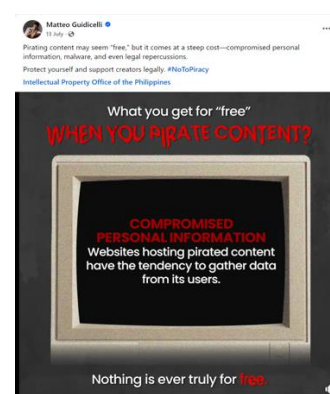 Matteo Guidicelli
13 July
Pirating content may seem "free," but it comes at a steep cost—compromised personal
information, malware, and even legal repercussions.
Protect yourself and support creators legally. #NoToPiracy
Intellectual Property Office of the Philippines
What you get for "free"
WHEN YOU PIRATE CONTENT?
COMPROMISED
PERSONAL INFORMATION
Websites hosting pirated content
have the tendency to gather data
from its users.
Nothing is ever truly for free.